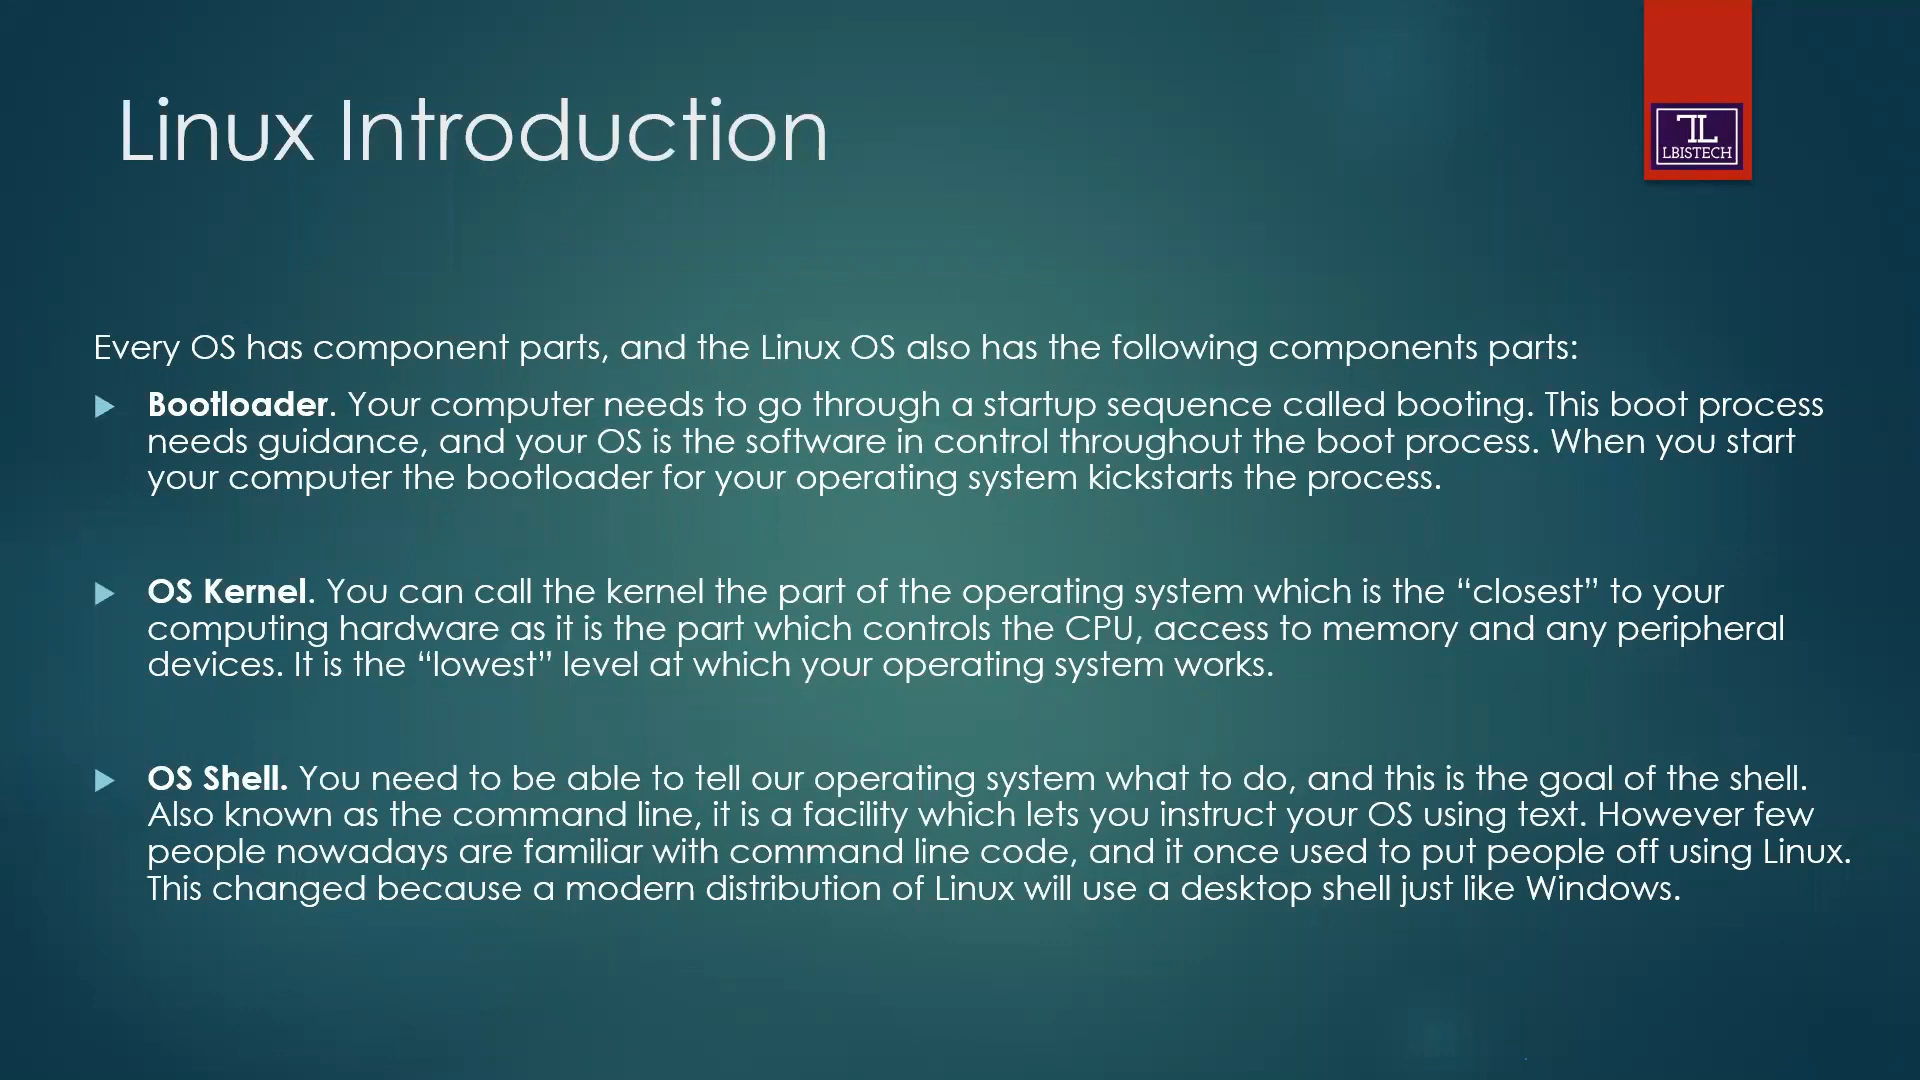 Linux Introduction
LBISTECH
Every OS has component parts, and the Linux OS also has the following components parts:
Bootloader. Your computer needs to go through a startup sequence called booting. This boot process
needs guidance, and your OS is the software in control throughout the boot process. When you start
your computer the bootloader for your operating system kickstarts the process.
OS Kernel. You can call the kernel the part of the operating system which is the “closest” to your
computing hardware as it is the part which controls the CPU, access to memory and any peripheral
devices. It is the “lowest” level at which your operating system works.
OS Shell. You need to be able to tell our operating system what to do, and this is the goal of the shell.
Also known as the command line, it is a facility which lets you instruct your OS using text. However few
people nowadays are familiar with command line code, and it once used to put people off using Linux.
This changed because a modern distribution of Linux will use a desktop shell just like Windows.